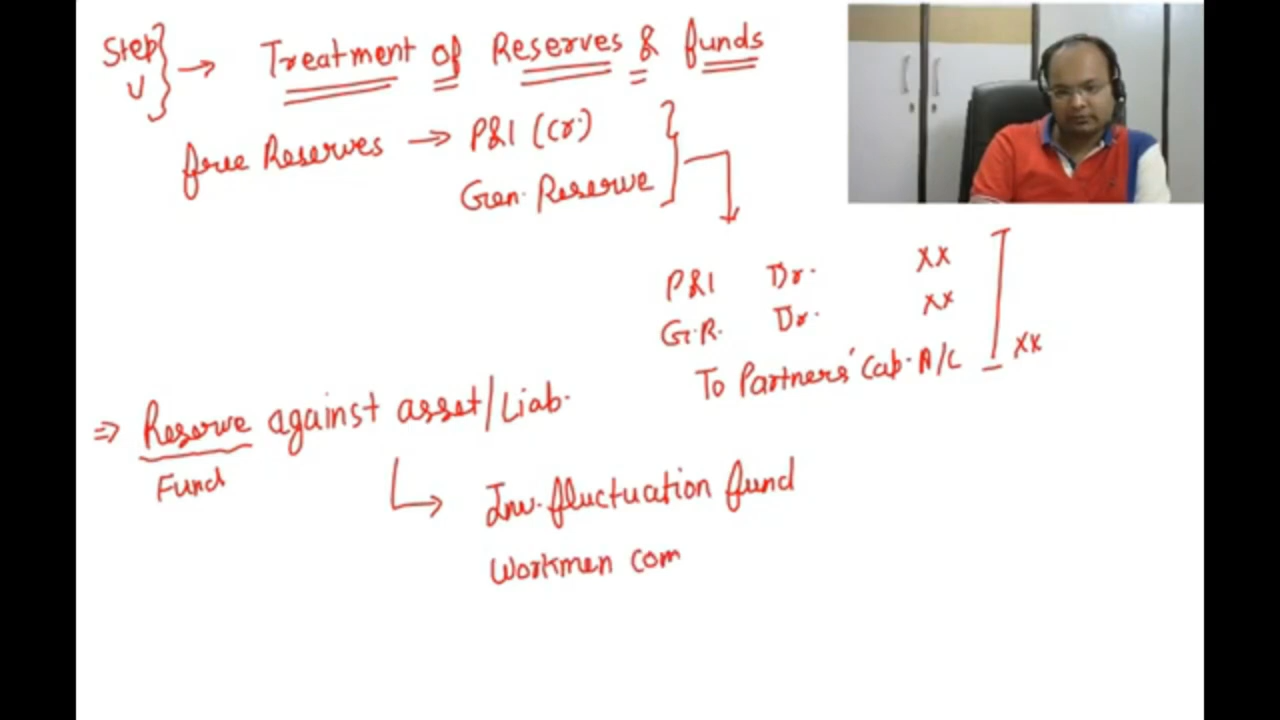 Step V → Treatment of Reserves & funds
free Reserves → P&l (Cr.)
Gen. Reserve
P&l Dr. xx
G.R. Dr. xx
To Partners' Cap. A/C xx
⇒ Reserve against asset/Liab.
Fund
Inv. fluctuation fund
Workmen com